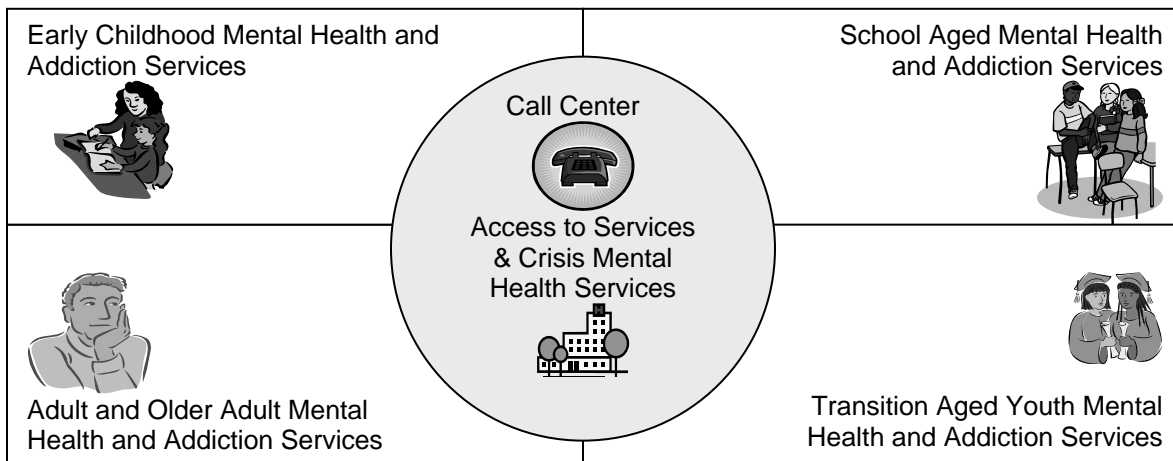 Early Childhood Mental Health and
Addiction Services
School Aged Mental Health
and Addiction Services
Call Center
Access to Services
& Crisis Mental
Health Services
H
Adult and Older Adult Mental
Health and Addiction Services
Transition Aged Youth Mental
Health and Addiction Services